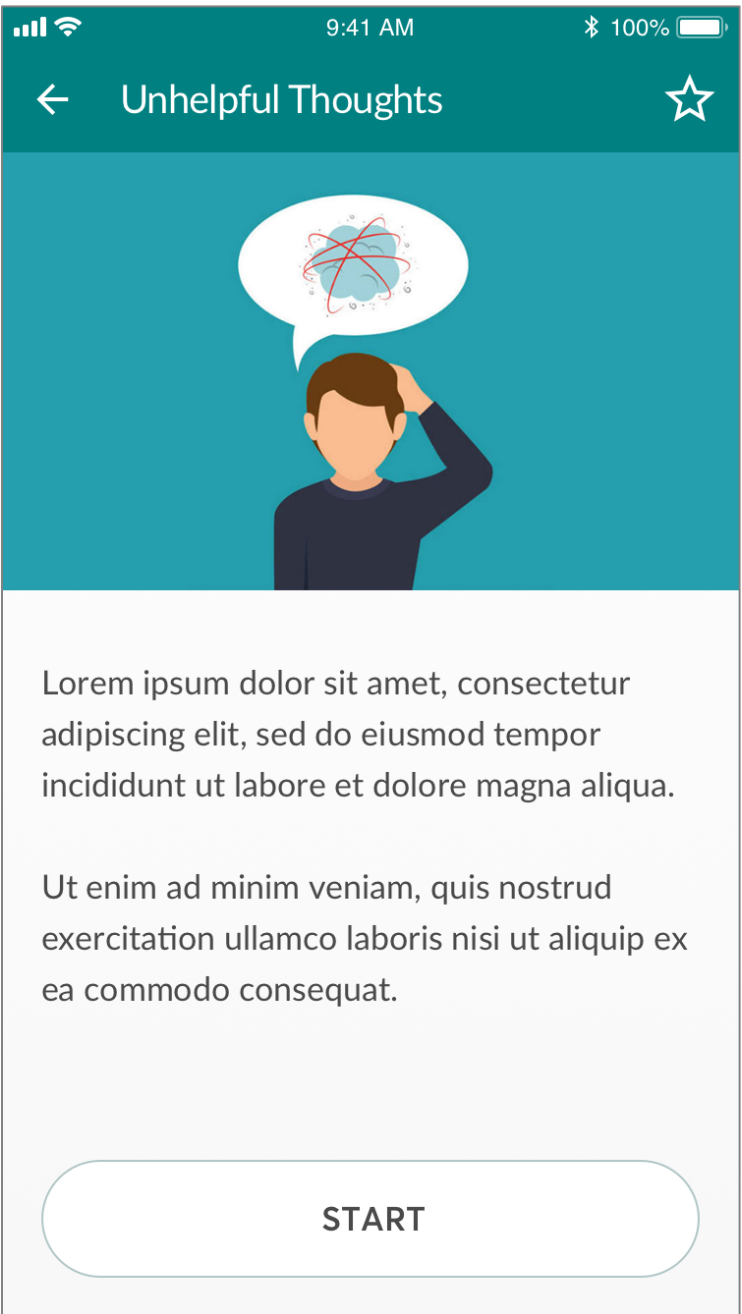 9:41 AM
100%
Unhelpful Thoughts
Lorem ipsum dolor sit amet, consectetur
adipiscing elit, sed do eiusmod tempor
incididunt ut labore et dolore magna aliqua.
Ut enim ad minim veniam, quis nostrud
exercitation ullamco laboris nisi ut aliquip ex
ea commodo consequat.
START